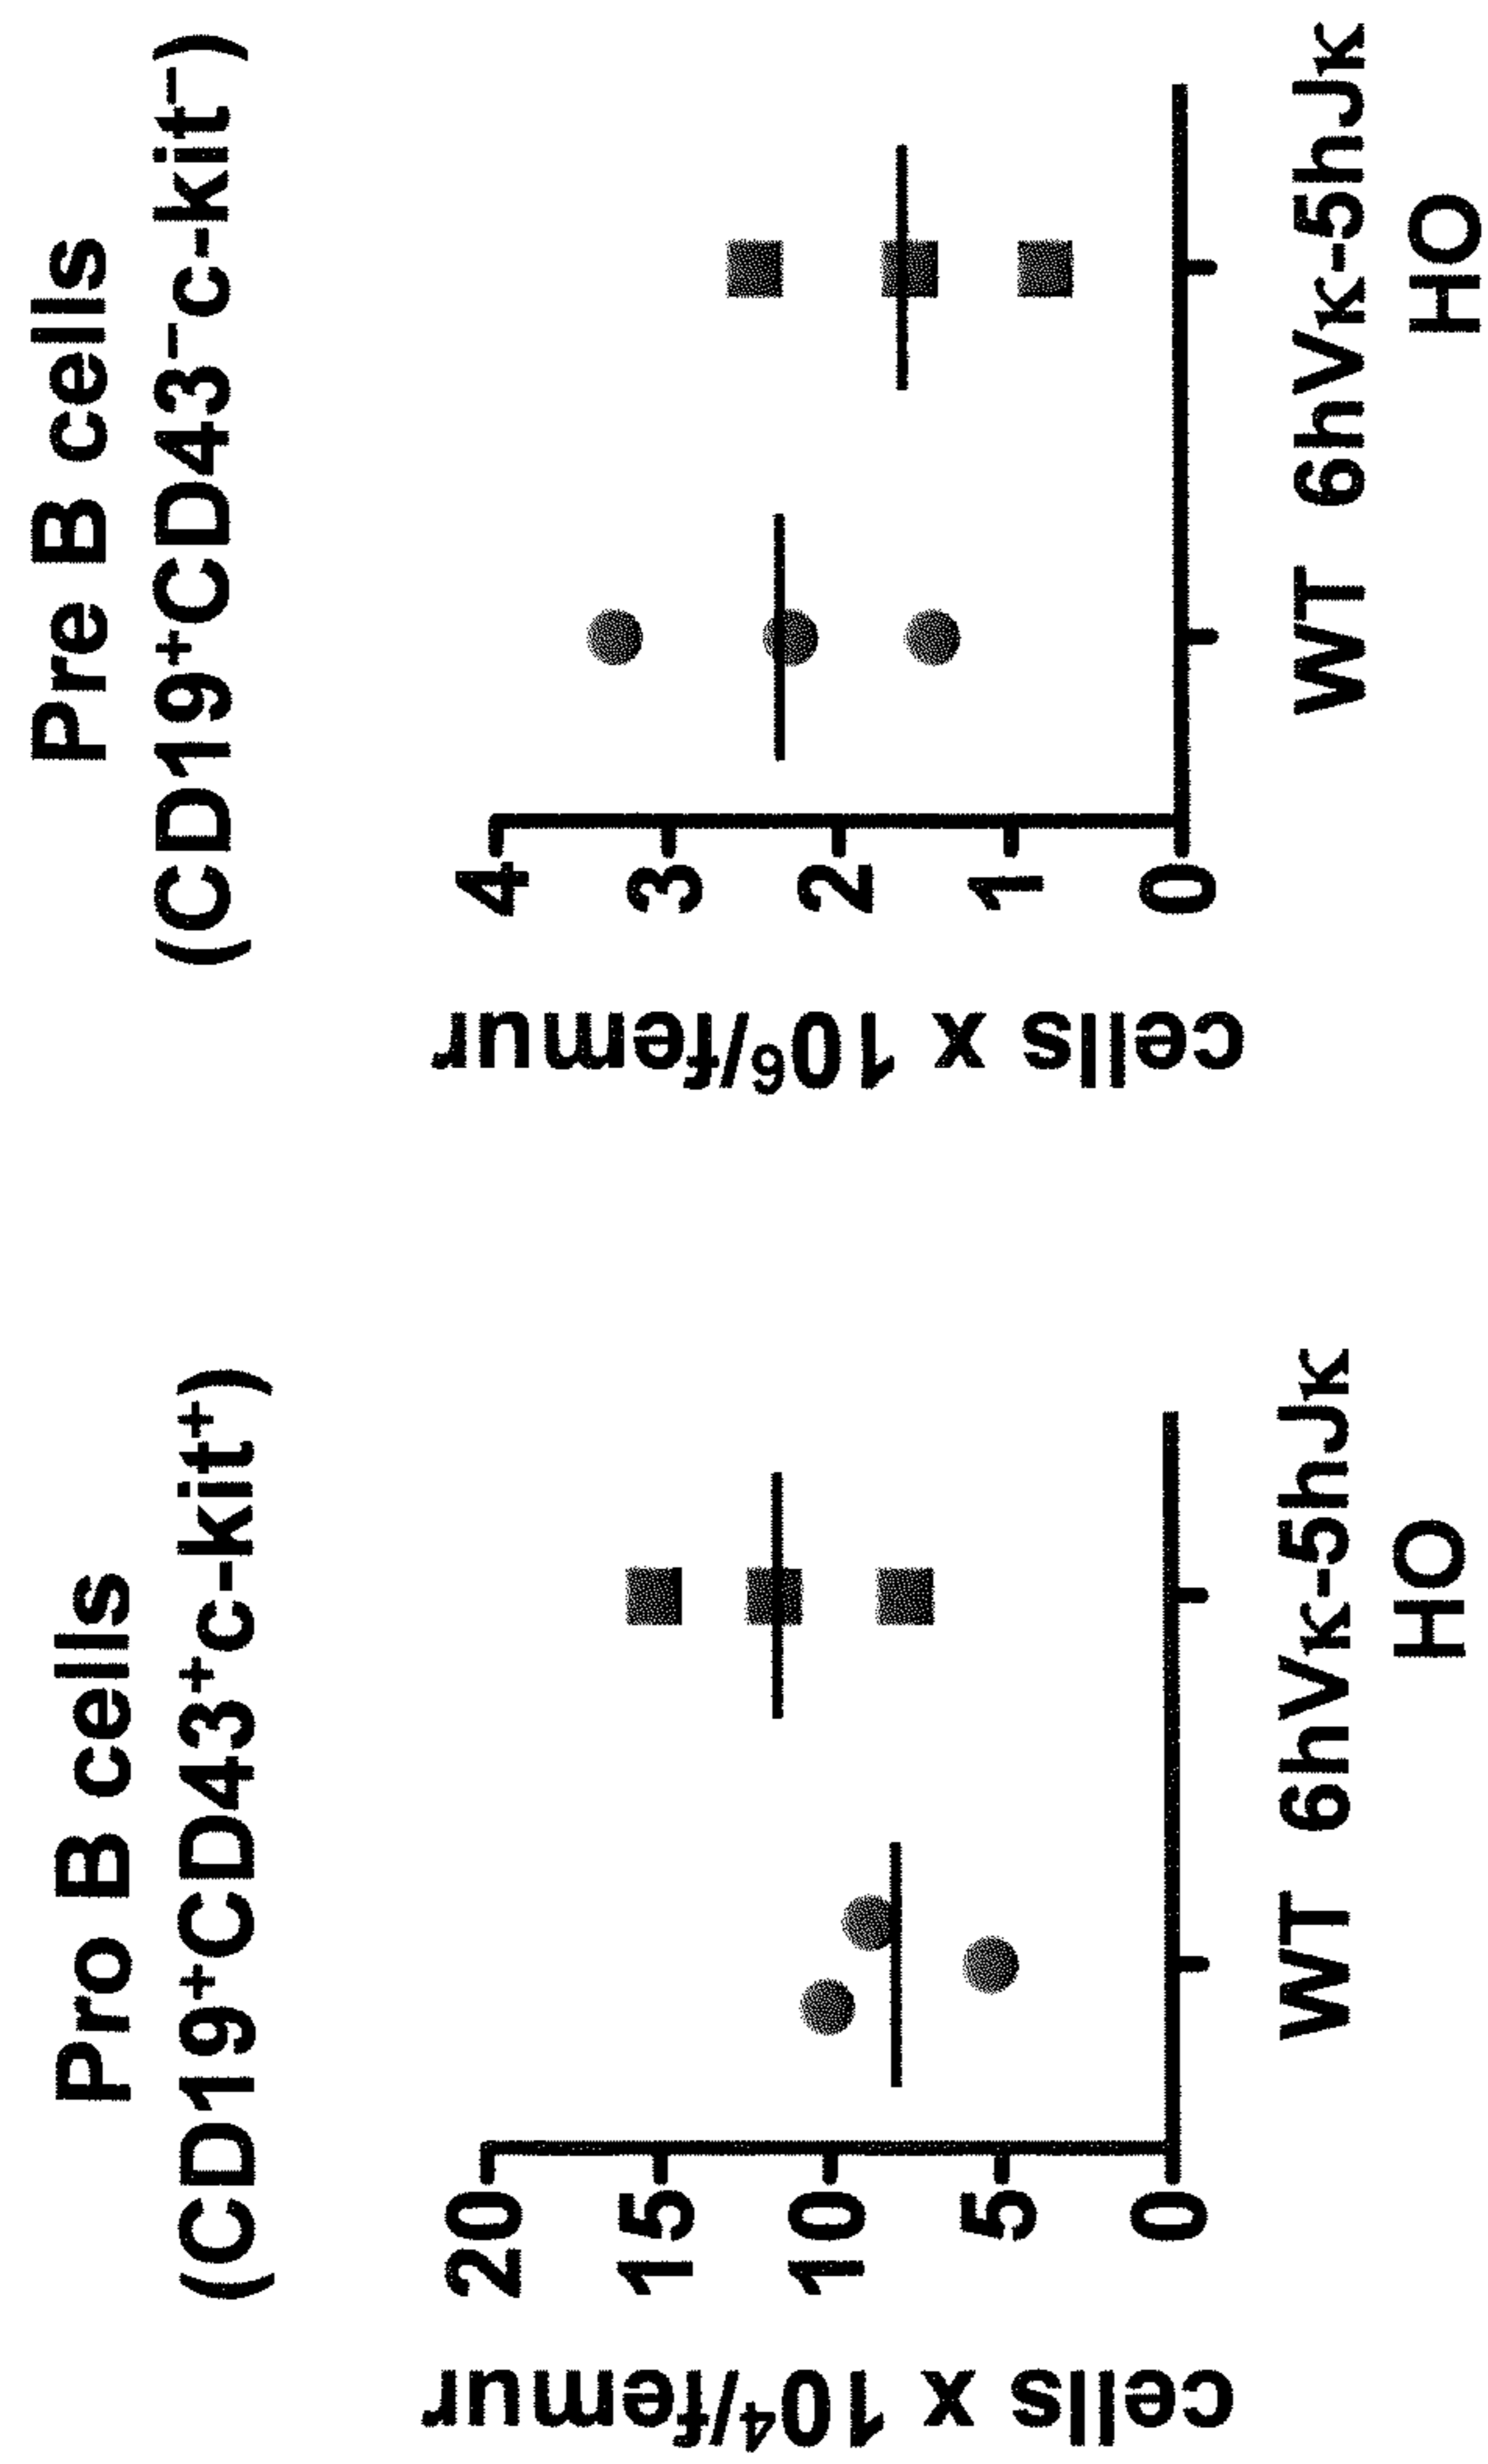 Pro B cells
(CD19⁺CD43⁺c-kit⁺)
cells x 10⁴/femur
20
15
10
5
0
WT 6hVκ-5hJκ
HO
Pre B cells
(CD19⁺CD43⁻c-kit⁻)
cells x 10⁶/femur
4
3
2
1
0
WT 6hVκ-5hJκ
HO